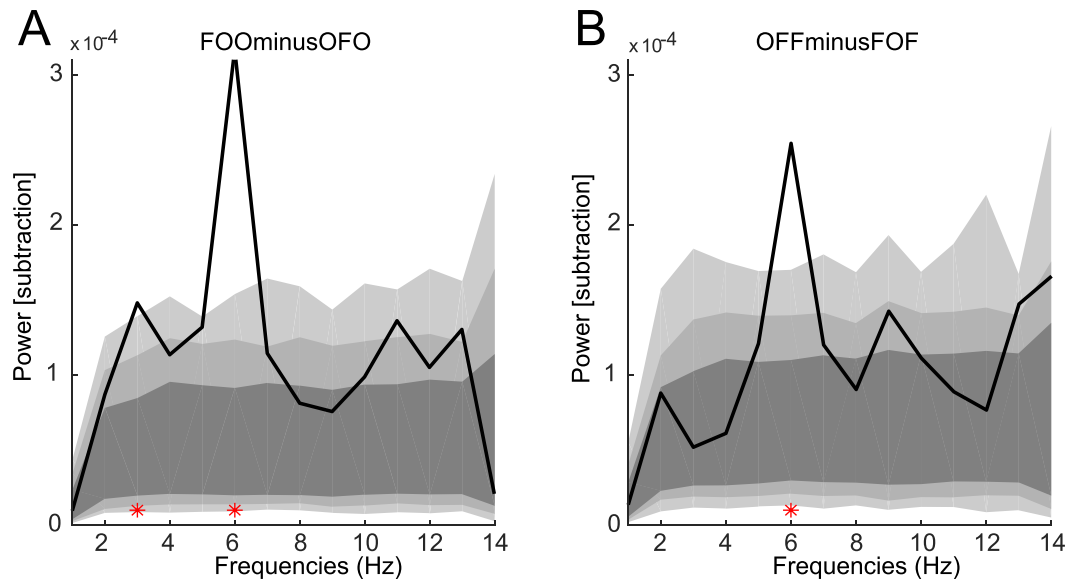 A
x 10-4
FOOminusOFO
3
2
1
0
Power [subtraction]
2 4 6 8 10 12 14
Frequencies (Hz)
B
x10-4
OFFminusFOF
3
2
1
0
Power [subtraction]
2 4 6 8 10 12 14
Frequencies (Hz)